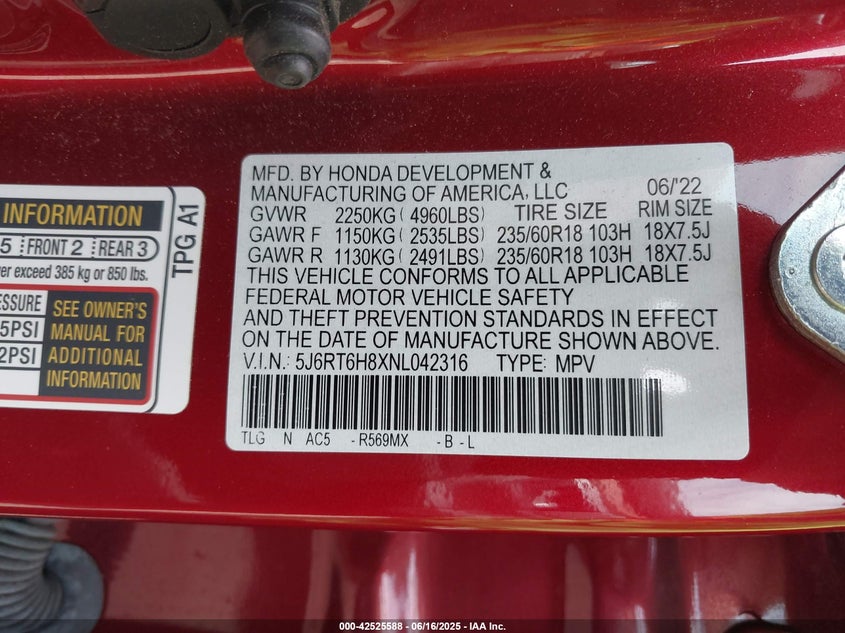 INFORMATION
5 FRONT 2 REAR 3
er exceed 385 kg or 850 lbs.
SSURE
5PSI
2PSI
SEE OWNER'S
MANUAL FOR
ADDITIONAL
INFORMATION
TPG A1
MFD. BY HONDA DEVELOPMENT &
MANUFACTURING OF AMERICA, LLC 06/'22
GVWR 2250KG( 4960LBS) TIRE SIZE RIM SIZE
GAWR F 1150KG( 2535LBS) 235/60R18 103H 18X7.5J
GAWR R 1130KG( 2491LBS) 235/60R18 103H 18X7.5J
THIS VEHICLE CONFORMS TO ALL APPLICABLE
FEDERAL MOTOR VEHICLE SAFETY
AND THEFT PREVENTION STANDARDS IN EFFECT
ON THE DATE OF MANUFACTURE SHOWN ABOVE.
V.I.N.: 5J6RT6H8XNL042316 TYPE: MPV
TLG N AC5 -R569MX -B-L
000-42525588 - 06/16/2025 - IAA Inc.